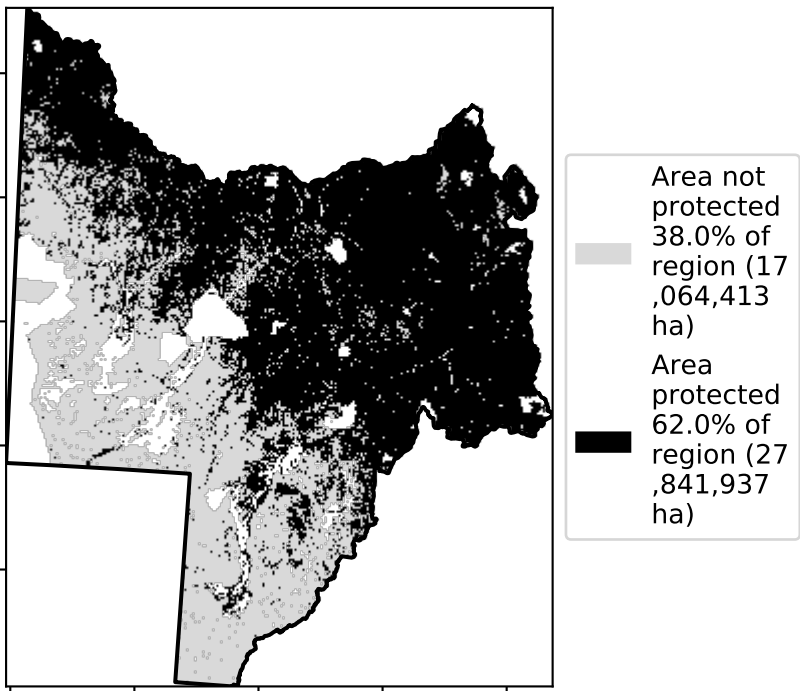 Area not
protected
38.0% of
region (17
,064,413
ha)
Area
protected
62.0% of
region (27
,841,937
ha)